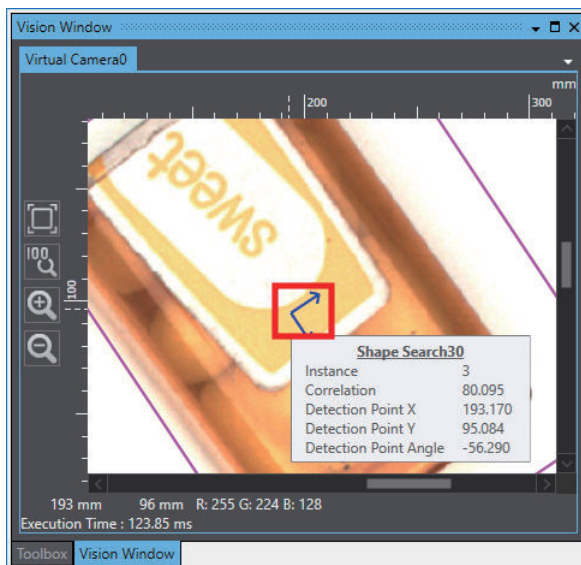 Vision Window
Virtual Camera0
mm
200
300
100
100
sweet
Shape Search30
Instance 3
Correlation 80.095
Detection Point X 193.170
Detection Point Y 95.084
Detection Point Angle -56.290
193 mm 96 mm R: 255 G: 224 B: 128
Execution Time : 123.85 ms
Toolbox Vision Window